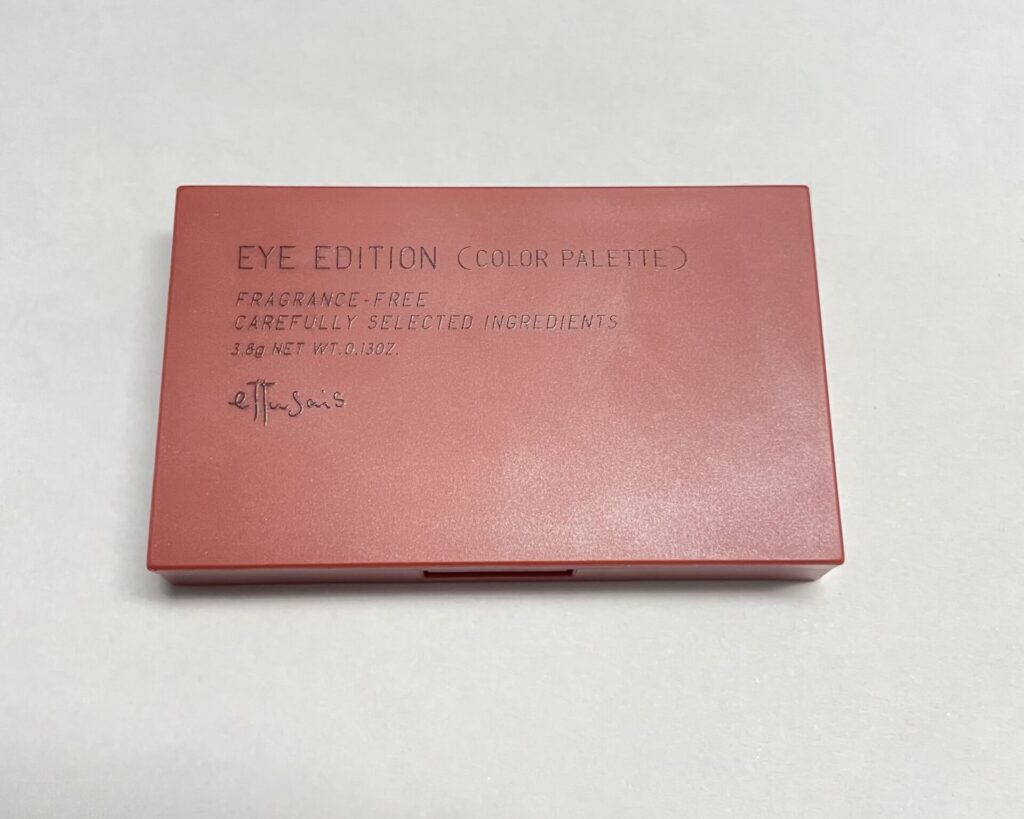 EYE EDITION (COLOR PALETTE)
FRAGRANCE-FREE
CAREFULLY SELECTED INGREDIENTS
3.8g NET WT.0.13OZ.
ettusais